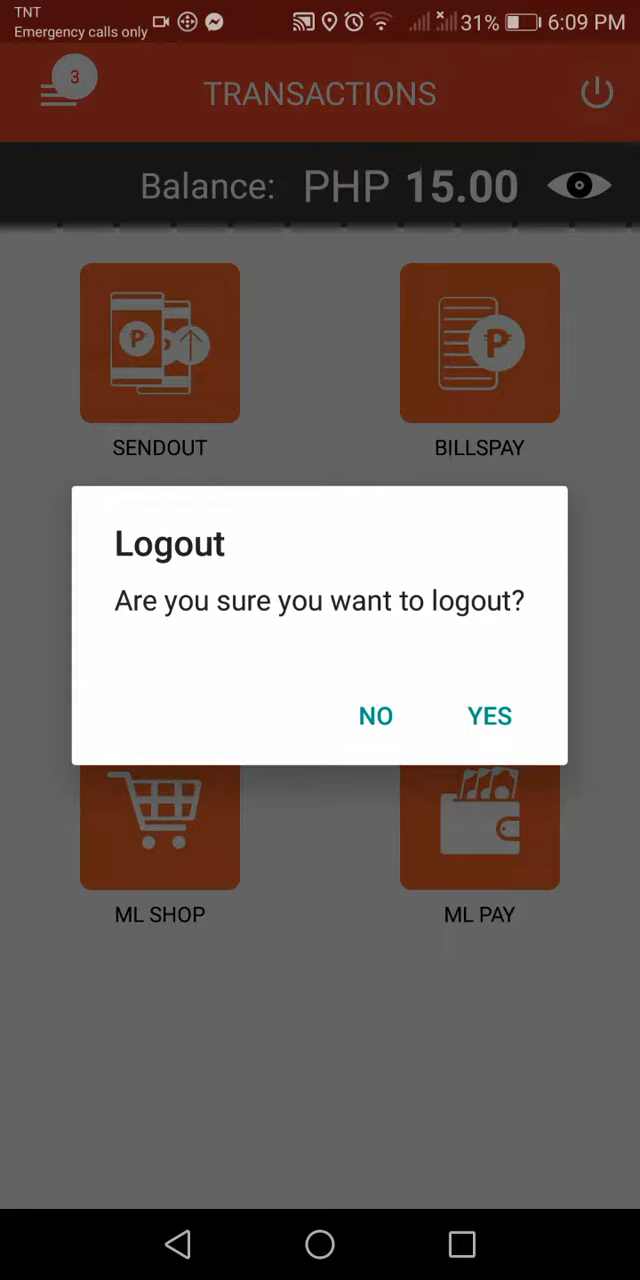 TNT
Emergency calls only
31%
6:09 PM
3
TRANSACTIONS
Balance: PHP 15.00
SENDOUT
BILLSPAY
Logout
Are you sure you want to logout?
NO
YES
ML SHOP
ML PAY